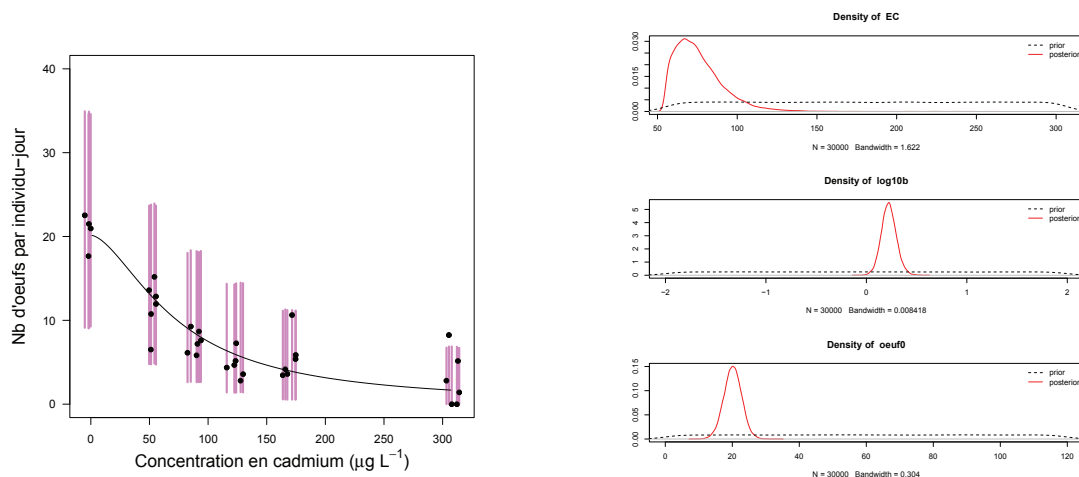 Nb d'oeufs par individu−jour
40
30
20
10
0
0 50 100 150 200 250 300
Concentration en cadmium (μg L−1)
Density of EC
0.030
0.015
0.000
prior
posterior
50 100 150 200 250 300
N = 30000 Bandwidth = 1.622
Density of log10b
5
4
3
2
1
0
prior
posterior
−2 −1 0 1 2
N = 30000 Bandwidth = 0.008418
Density of oeuf0
0.15
0.10
0.05
0.00
prior
posterior
0 20 40 60 80 100 120
N = 30000 Bandwidth = 0.304